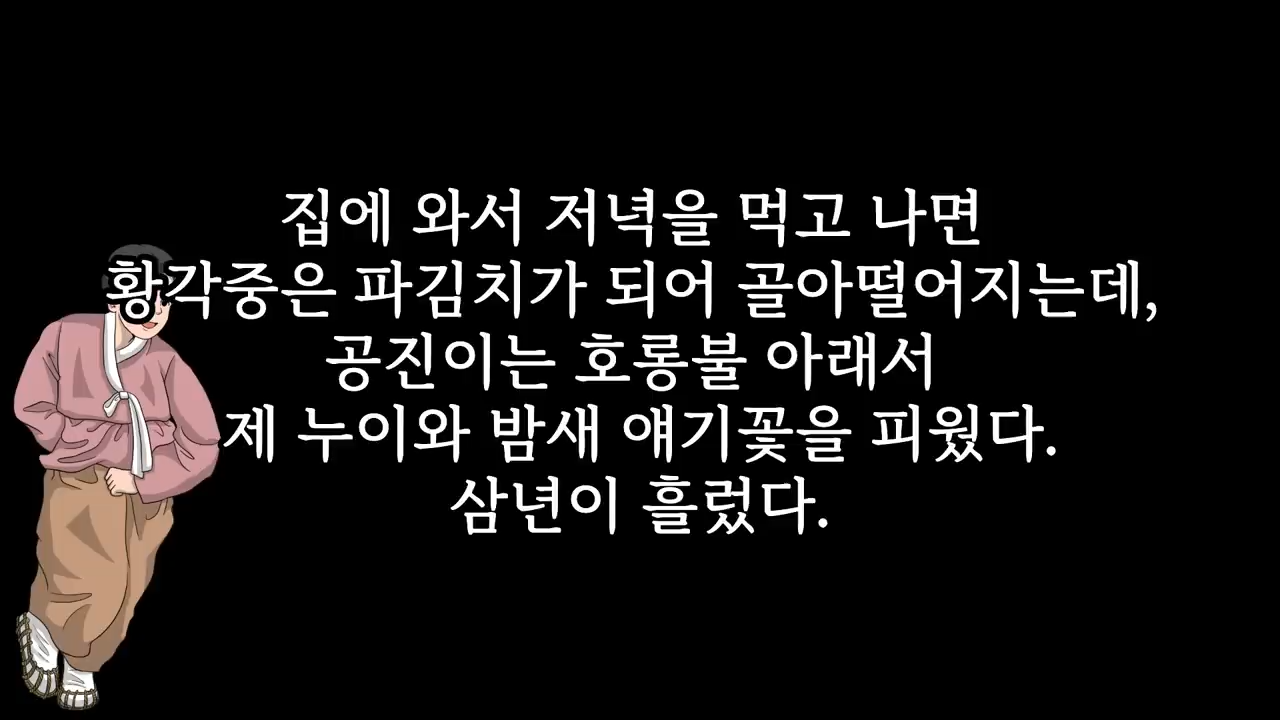 집에 와서 저녁을 먹고 나면
황각중은 파김치가 되어 골아떨어지는데,
공진이는 호롱불 아래서
제 누이와 밤새 얘기꽃을 피웠다.
삼년이 흘렀다.